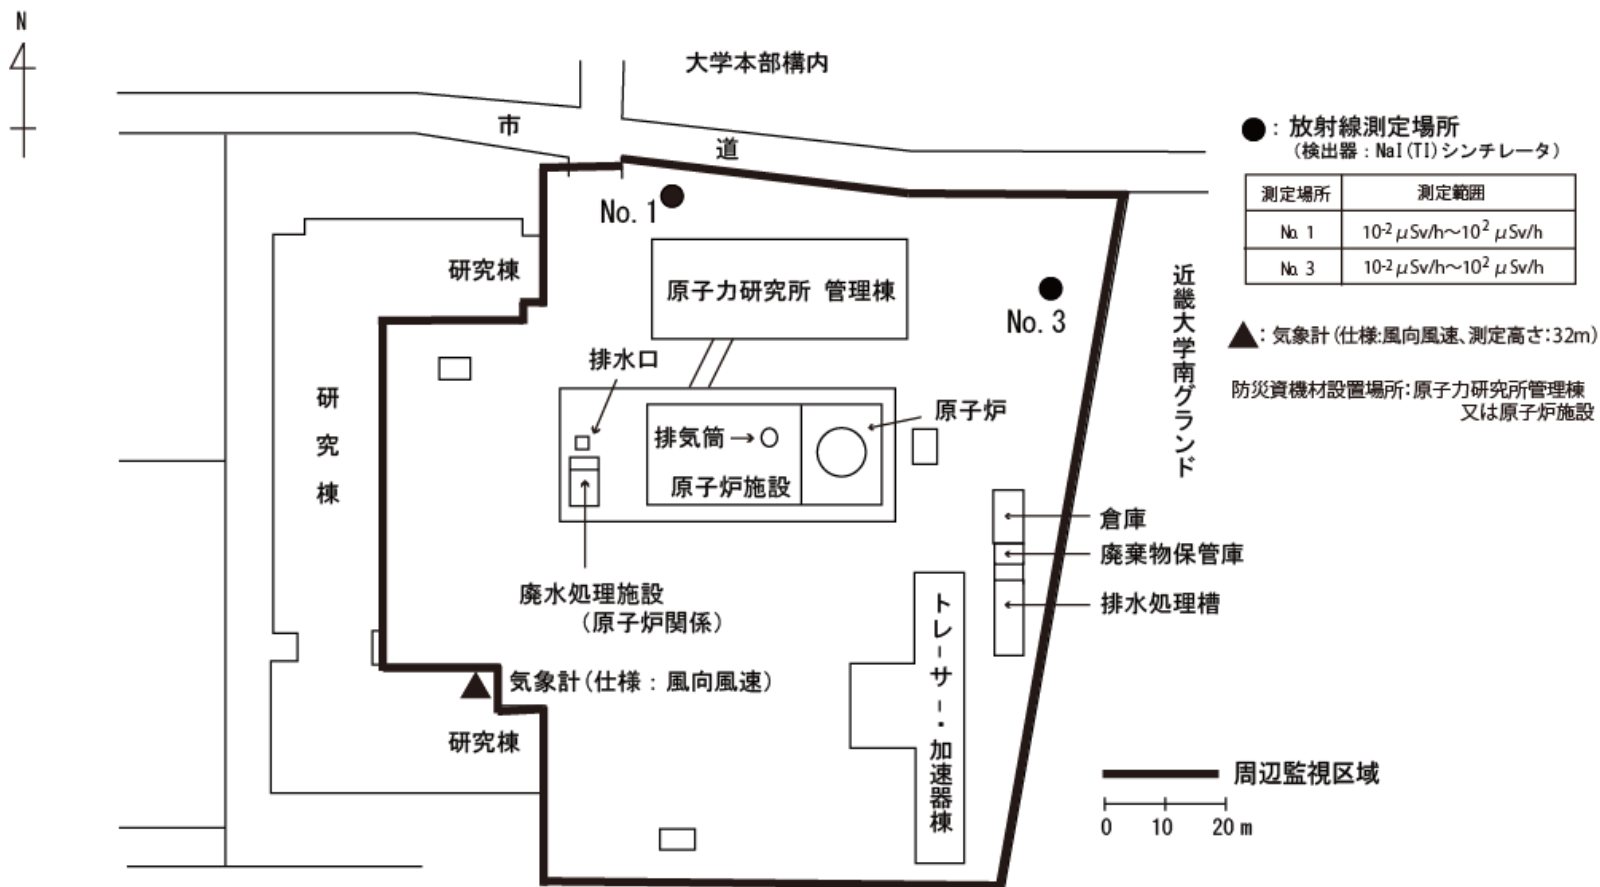 N
大学本部構内
市
道
No. 1
研究棟
原子力研究所 管理棟
No. 3
近畿大学南グランド
●：放射線測定場所
（検出器：NaI(Tl)シンチレータ）
測定場所 測定範囲
No. 1 10⁻² μSv/h～10² μSv/h
No. 3 10⁻² μSv/h～10² μSv/h
▲：気象計（仕様:風向風速、測定高さ：32m）
防災資機材設置場所：原子力研究所管理棟
又は原子炉施設
排水口
研究棟
排気筒
原子炉
原子炉施設
倉庫
廃棄物保管庫
排水処理槽
廃水処理施設
（原子炉関係）
気象計（仕様：風向風速）
研究棟
トレーサー・加速器棟
周辺監視区域
0 10 20 m